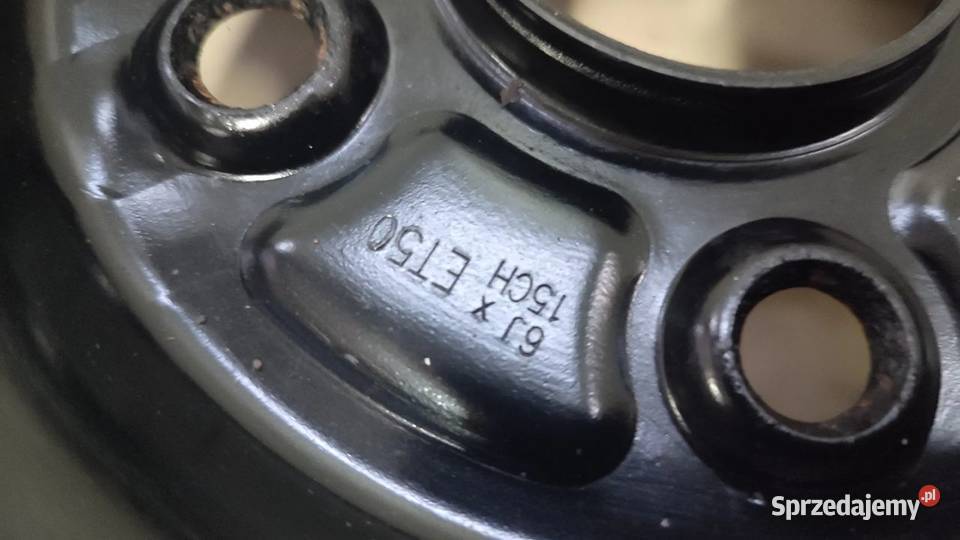 6J x
15CH
ET50
Sprzedajemy.pl